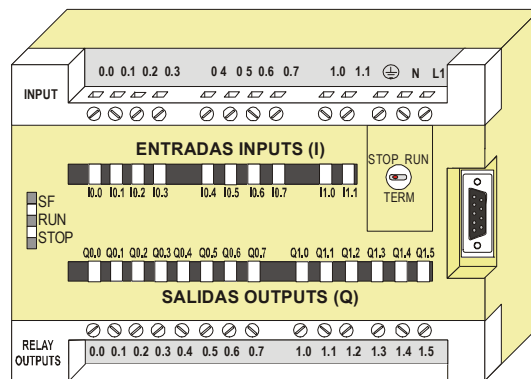 0.0 0.1 0.2 0.3 0 4 0 5 0.6 0.7 1.0 1.1 N L1
INPUT
ENTRADAS INPUTS (I)
STOP RUN
TERM
I0.0 I0.1 I0.2 I0.3 I0.4 I0.5 I0.6 I0.7 I1.0 I1.1
SF
RUN
STOP
Q0.0 Q0.1 Q0.2 Q0.3 Q0.4 Q0.5 Q0.6 Q0.7 Q1.0 Q1.1 Q1.2 Q1.3 Q1.4 Q1.5
SALIDAS OUTPUTS (Q)
RELAY
OUTPUTS
0.0 0.1 0.2 0.3 0.4 0.5 0.6 0.7 1.0 1.1 1.2 1.3 1.4 1.5